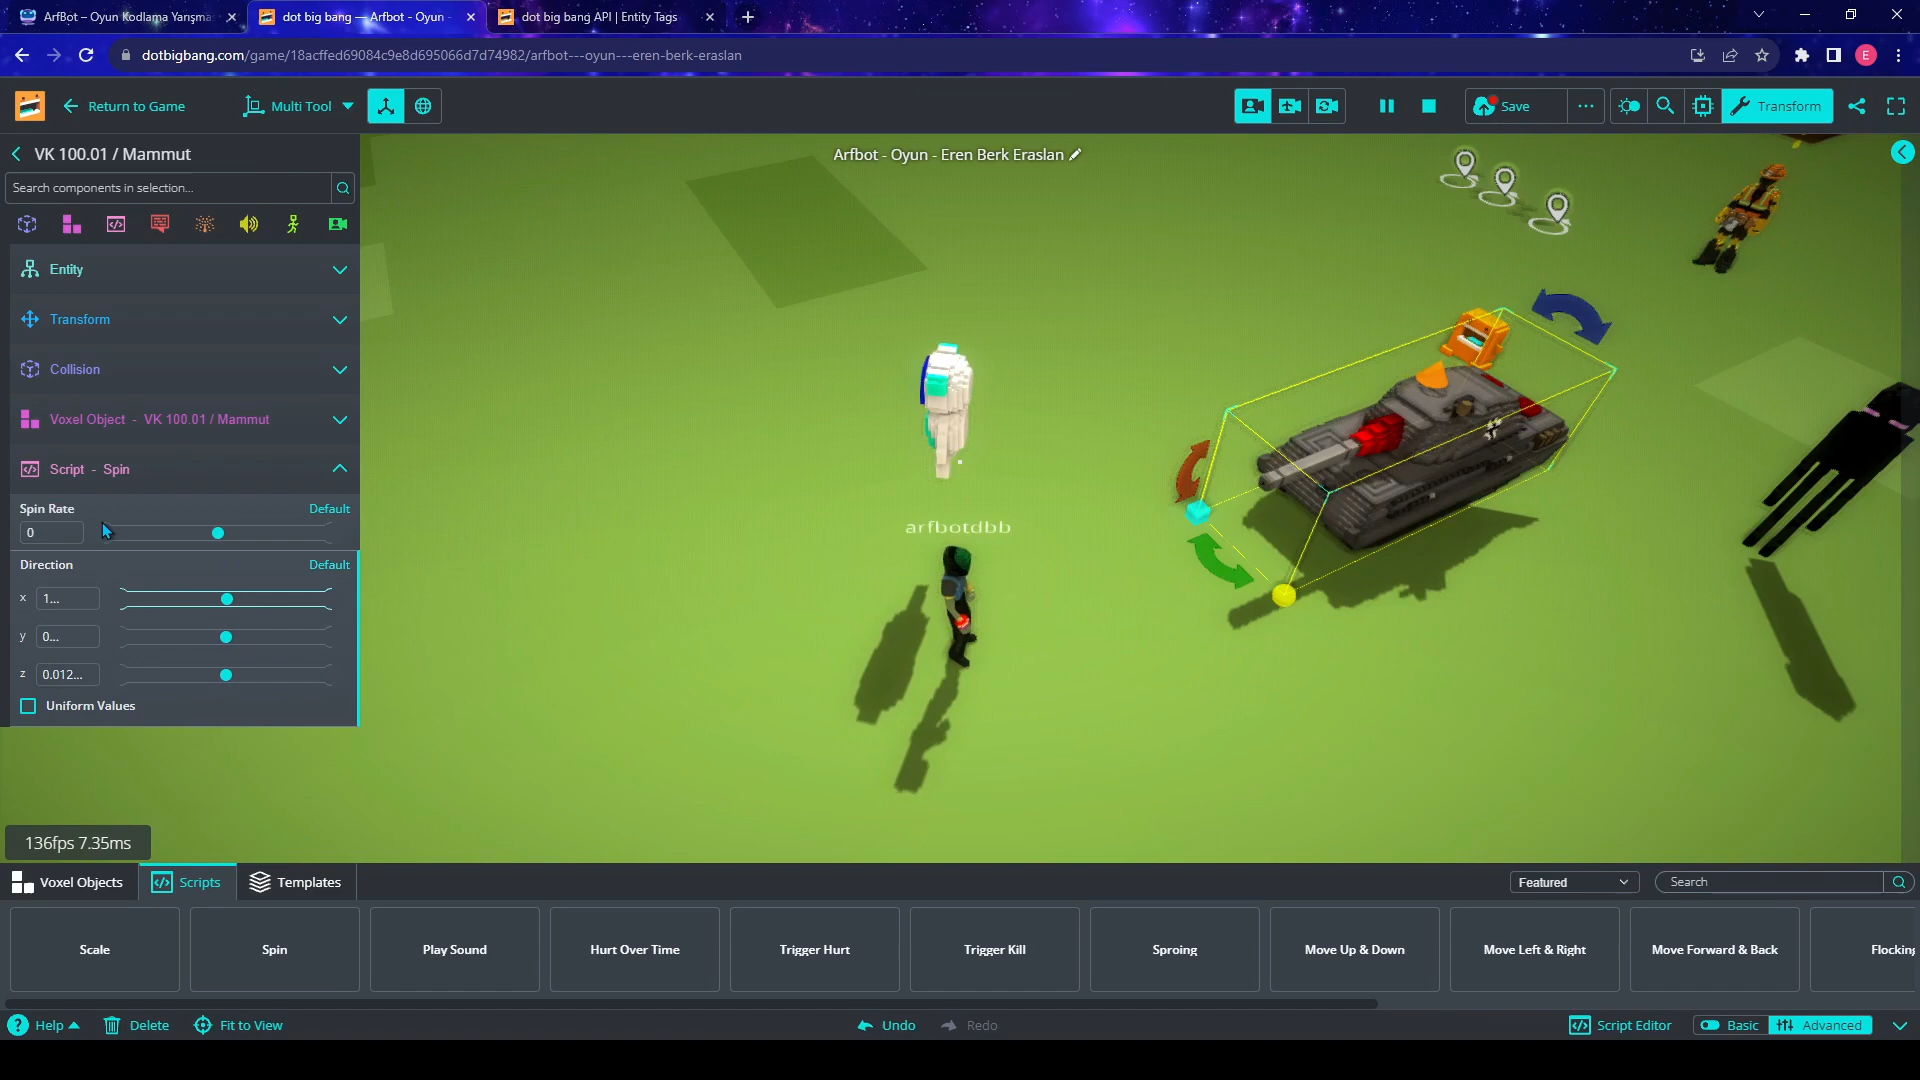 ArfBot – Oyun Kodlama Yarışma
dot big bang — Arfbot - Oyun -
dot big bang API | Entity Tags
dotbigbang.com/game/18acffed69084c9e8d695066d7d74982/arfbot---oyun---eren-berk-eraslan
E
Return to Game
Multi Tool
Save
Transform
VK 100.01 / Mammut
Arfbot - Oyun - Eren Berk Eraslan
Search components in selection...
Entity
Transform
Collision
Voxel Object - VK 100.01 / Mammut
Script - Spin
Spin Rate
Default
0
Direction
Default
x 1...
y 0...
z 0.012...
Uniform Values
arfbotdbb
136fps 7.35ms
Voxel Objects
Scripts
Templates
Featured
Search
Scale
Spin
Play Sound
Hurt Over Time
Trigger Hurt
Trigger Kill
Sproing
Move Up & Down
Move Left & Right
Move Forward & Back
Flocking
? Help
Delete
Fit to View
Undo
Redo
Script Editor
Basic
Advanced